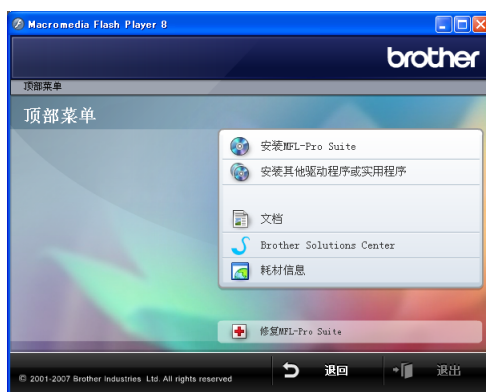 Macromedia Flash Player 8
brother
顶部菜单
顶部菜单
安装MFL-Pro Suite
安装其他驱动程序或实用程序
文档
Brother Solutions Center
耗材信息
修复MFL-Pro Suite
© 2001-2007 Brother Industries Ltd. All rights reserved
退回
退出